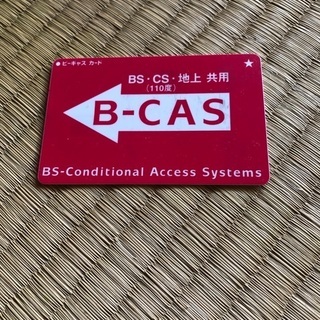 ● ビーキャス カード ★
BS・CS・地上 共用
(110度)
B-CAS
BS-Conditional Access Systems